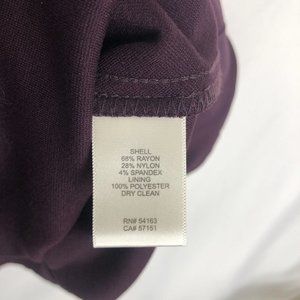 SHELL
68% RAYON
28% NYLON
4% SPANDEX
LINING
100% POLYESTER
DRY CLEAN
RN# 54163
CA# 57151